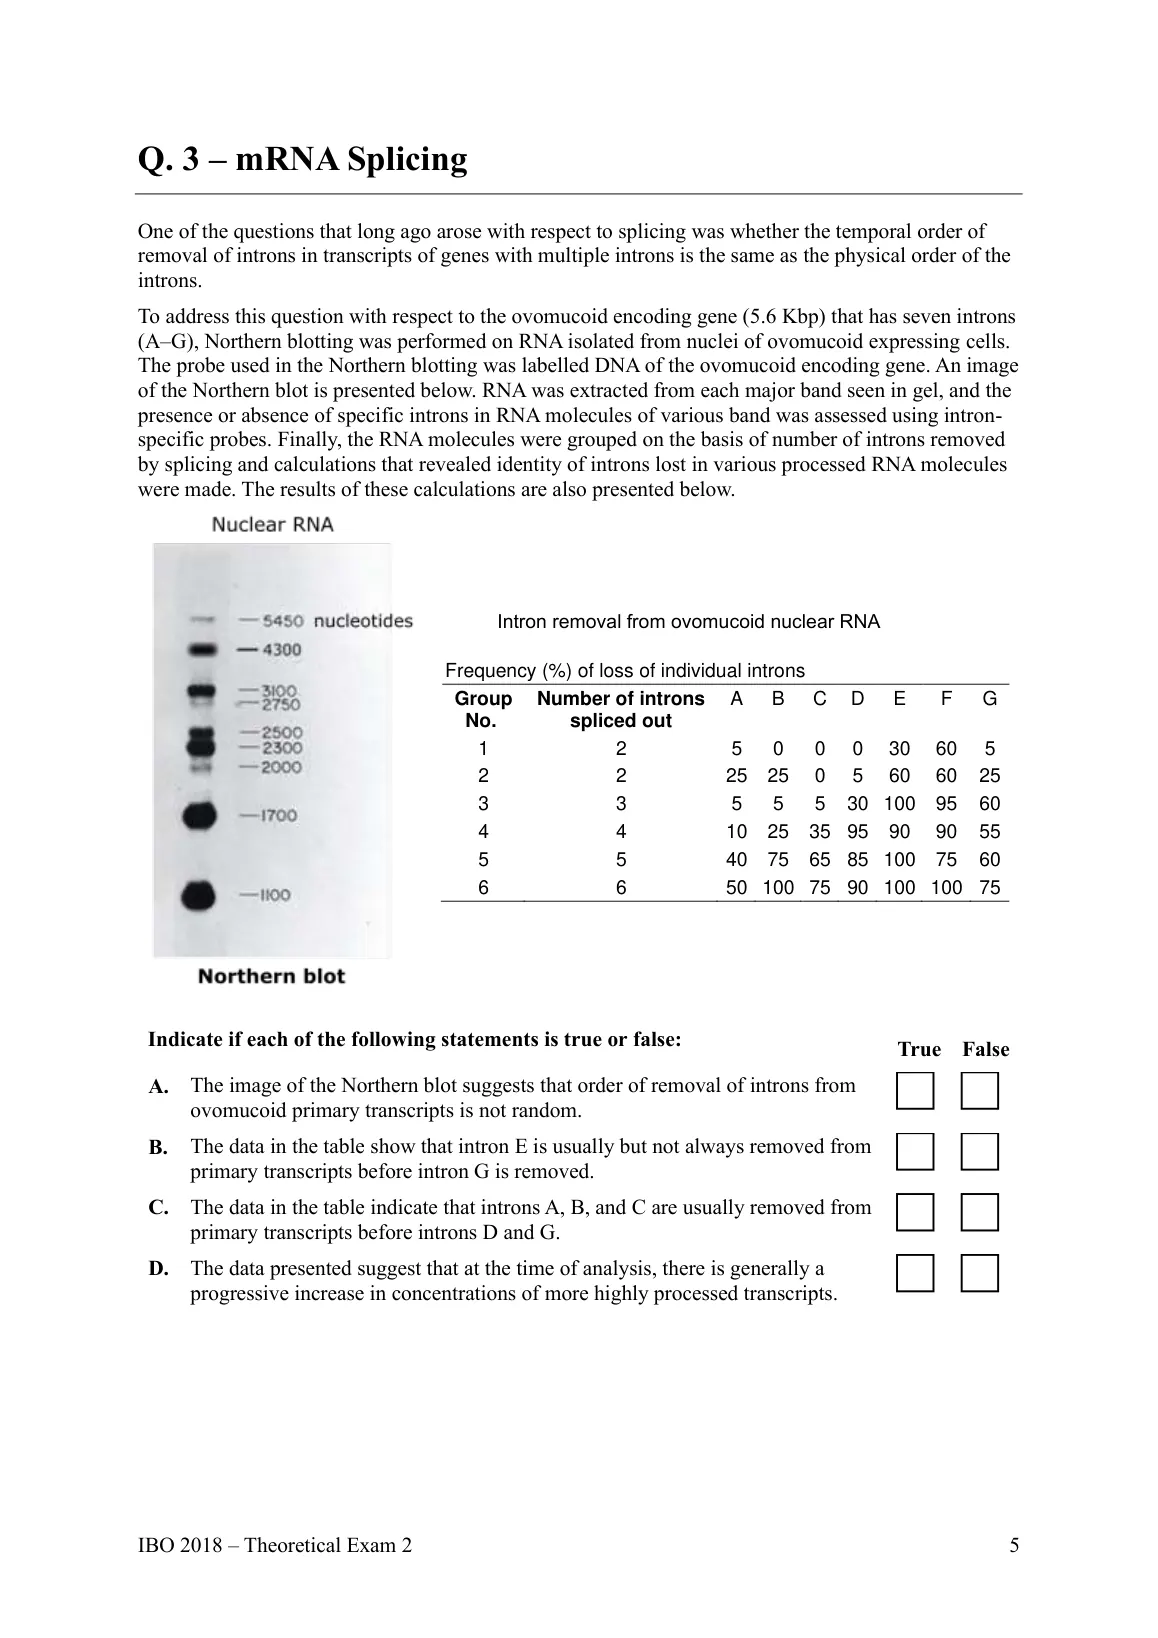 Q. 3 – mRNA Splicing
One of the questions that long ago arose with respect to splicing was whether the temporal order of
removal of introns in transcripts of genes with multiple introns is the same as the physical order of the
introns.
To address this question with respect to the ovomucoid encoding gene (5.6 Kbp) that has seven introns
(A–G), Northern blotting was performed on RNA isolated from nuclei of ovomucoid expressing cells.
The probe used in the Northern blotting was labelled DNA of the ovomucoid encoding gene. An image
of the Northern blot is presented below. RNA was extracted from each major band seen in gel, and the
presence or absence of specific introns in RNA molecules of various band was assessed using intron-
specific probes. Finally, the RNA molecules were grouped on the basis of number of introns removed
by splicing and calculations that revealed identity of introns lost in various processed RNA molecules
were made. The results of these calculations are also presented below.
Nuclear RNA
5450 nucleotides
4300
3100
2750
2500
2300
2000
1700
1100
Northern blot
Intron removal from ovomucoid nuclear RNA
Frequency (%) of loss of individual introns
Group Number of introns A B C D E F G
No. spliced out
1 2 5 0 0 0 30 60 5
2 2 25 25 0 5 60 60 25
3 3 5 5 5 30 100 95 60
4 4 10 25 35 95 90 90 55
5 5 40 75 65 85 100 75 60
6 6 50 100 75 90 100 100 75
Indicate if each of the following statements is true or false:
True False
A. The image of the Northern blot suggests that order of removal of introns from
ovomucoid primary transcripts is not random.
B. The data in the table show that intron E is usually but not always removed from
primary transcripts before intron G is removed.
C. The data in the table indicate that introns A, B, and C are usually removed from
primary transcripts before introns D and G.
D. The data presented suggest that at the time of analysis, there is generally a
progressive increase in concentrations of more highly processed transcripts.
IBO 2018 – Theoretical Exam 2 5